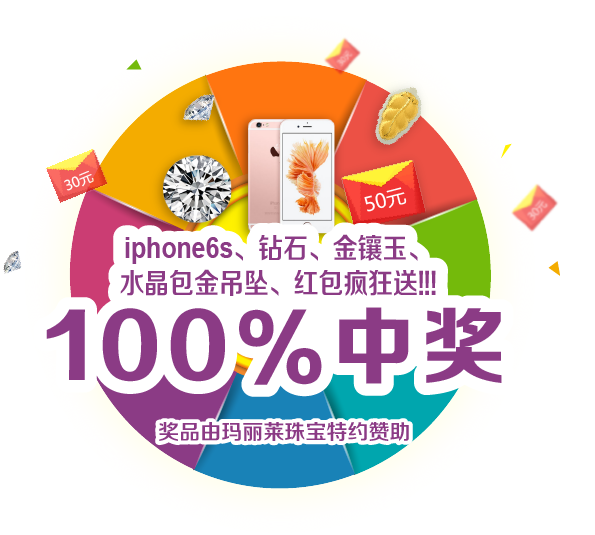 30元
50元
iphone6s、钻石、金镶玉、
水晶包金吊坠、红包疯狂送!!!
100%中奖
奖品由玛丽莱珠宝特约赞助